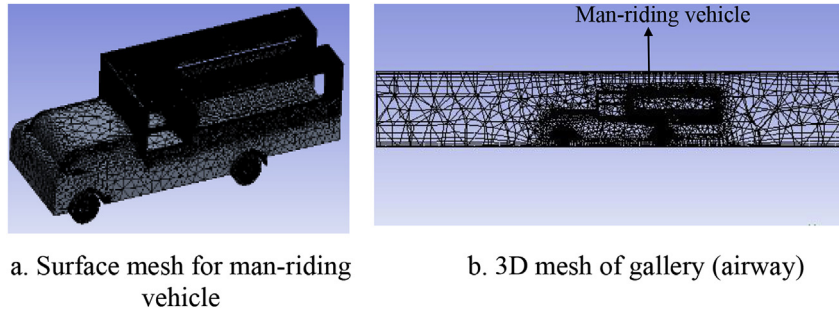 Man-riding vehicle
a. Surface mesh for man-riding
vehicle
b. 3D mesh of gallery (airway)